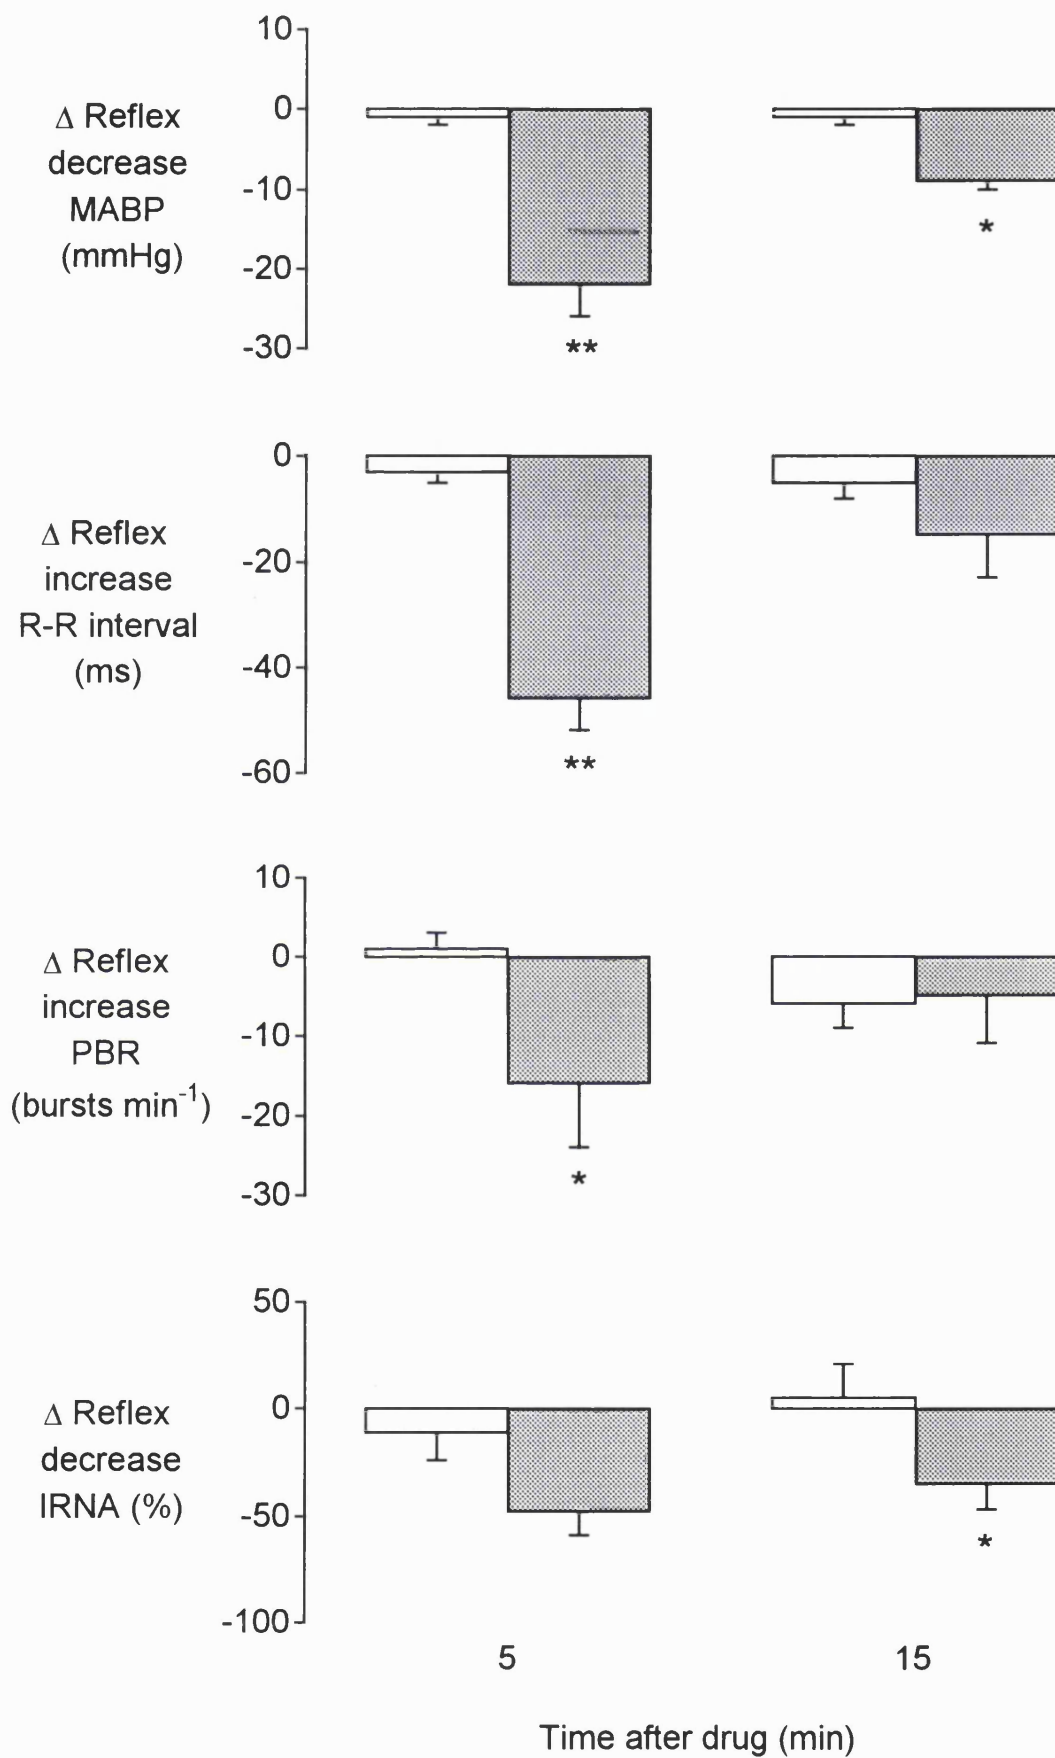 10
0
-10
-20
-30
Δ Reflex
decrease
MABP
(mmHg)
**
*
0
-20
-40
-60
Δ Reflex
increase
R-R interval
(ms)
**
10
0
-10
-20
-30
Δ Reflex
increase
PBR
(bursts min⁻¹)
*
50
0
-50
-100
Δ Reflex
decrease
IRNA (%)
*
5 15
Time after drug (min)